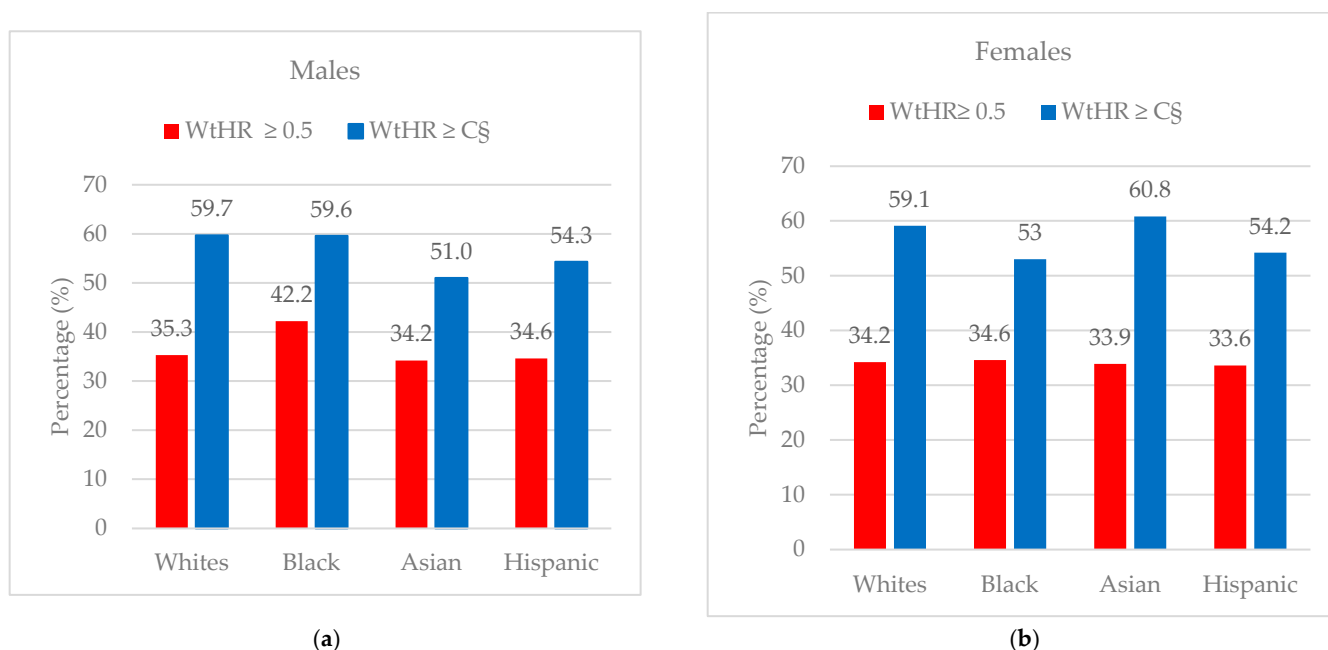 Males
WtHR ≥ 0.5 WtHR ≥ C§
Percentage (%)
70
60
50
40
30
20
10
0
59.7 59.6 51.0 54.3
35.3 42.2 34.2 34.6
Whites Black Asian Hispanic
(a)
Females
WtHR≥ 0.5 WtHR ≥ C§
Percentage (%)
70
60
50
40
30
20
10
0
59.1 53 60.8 54.2
34.2 34.6 33.9 33.6
Whites Black Asian Hispanic
(b)